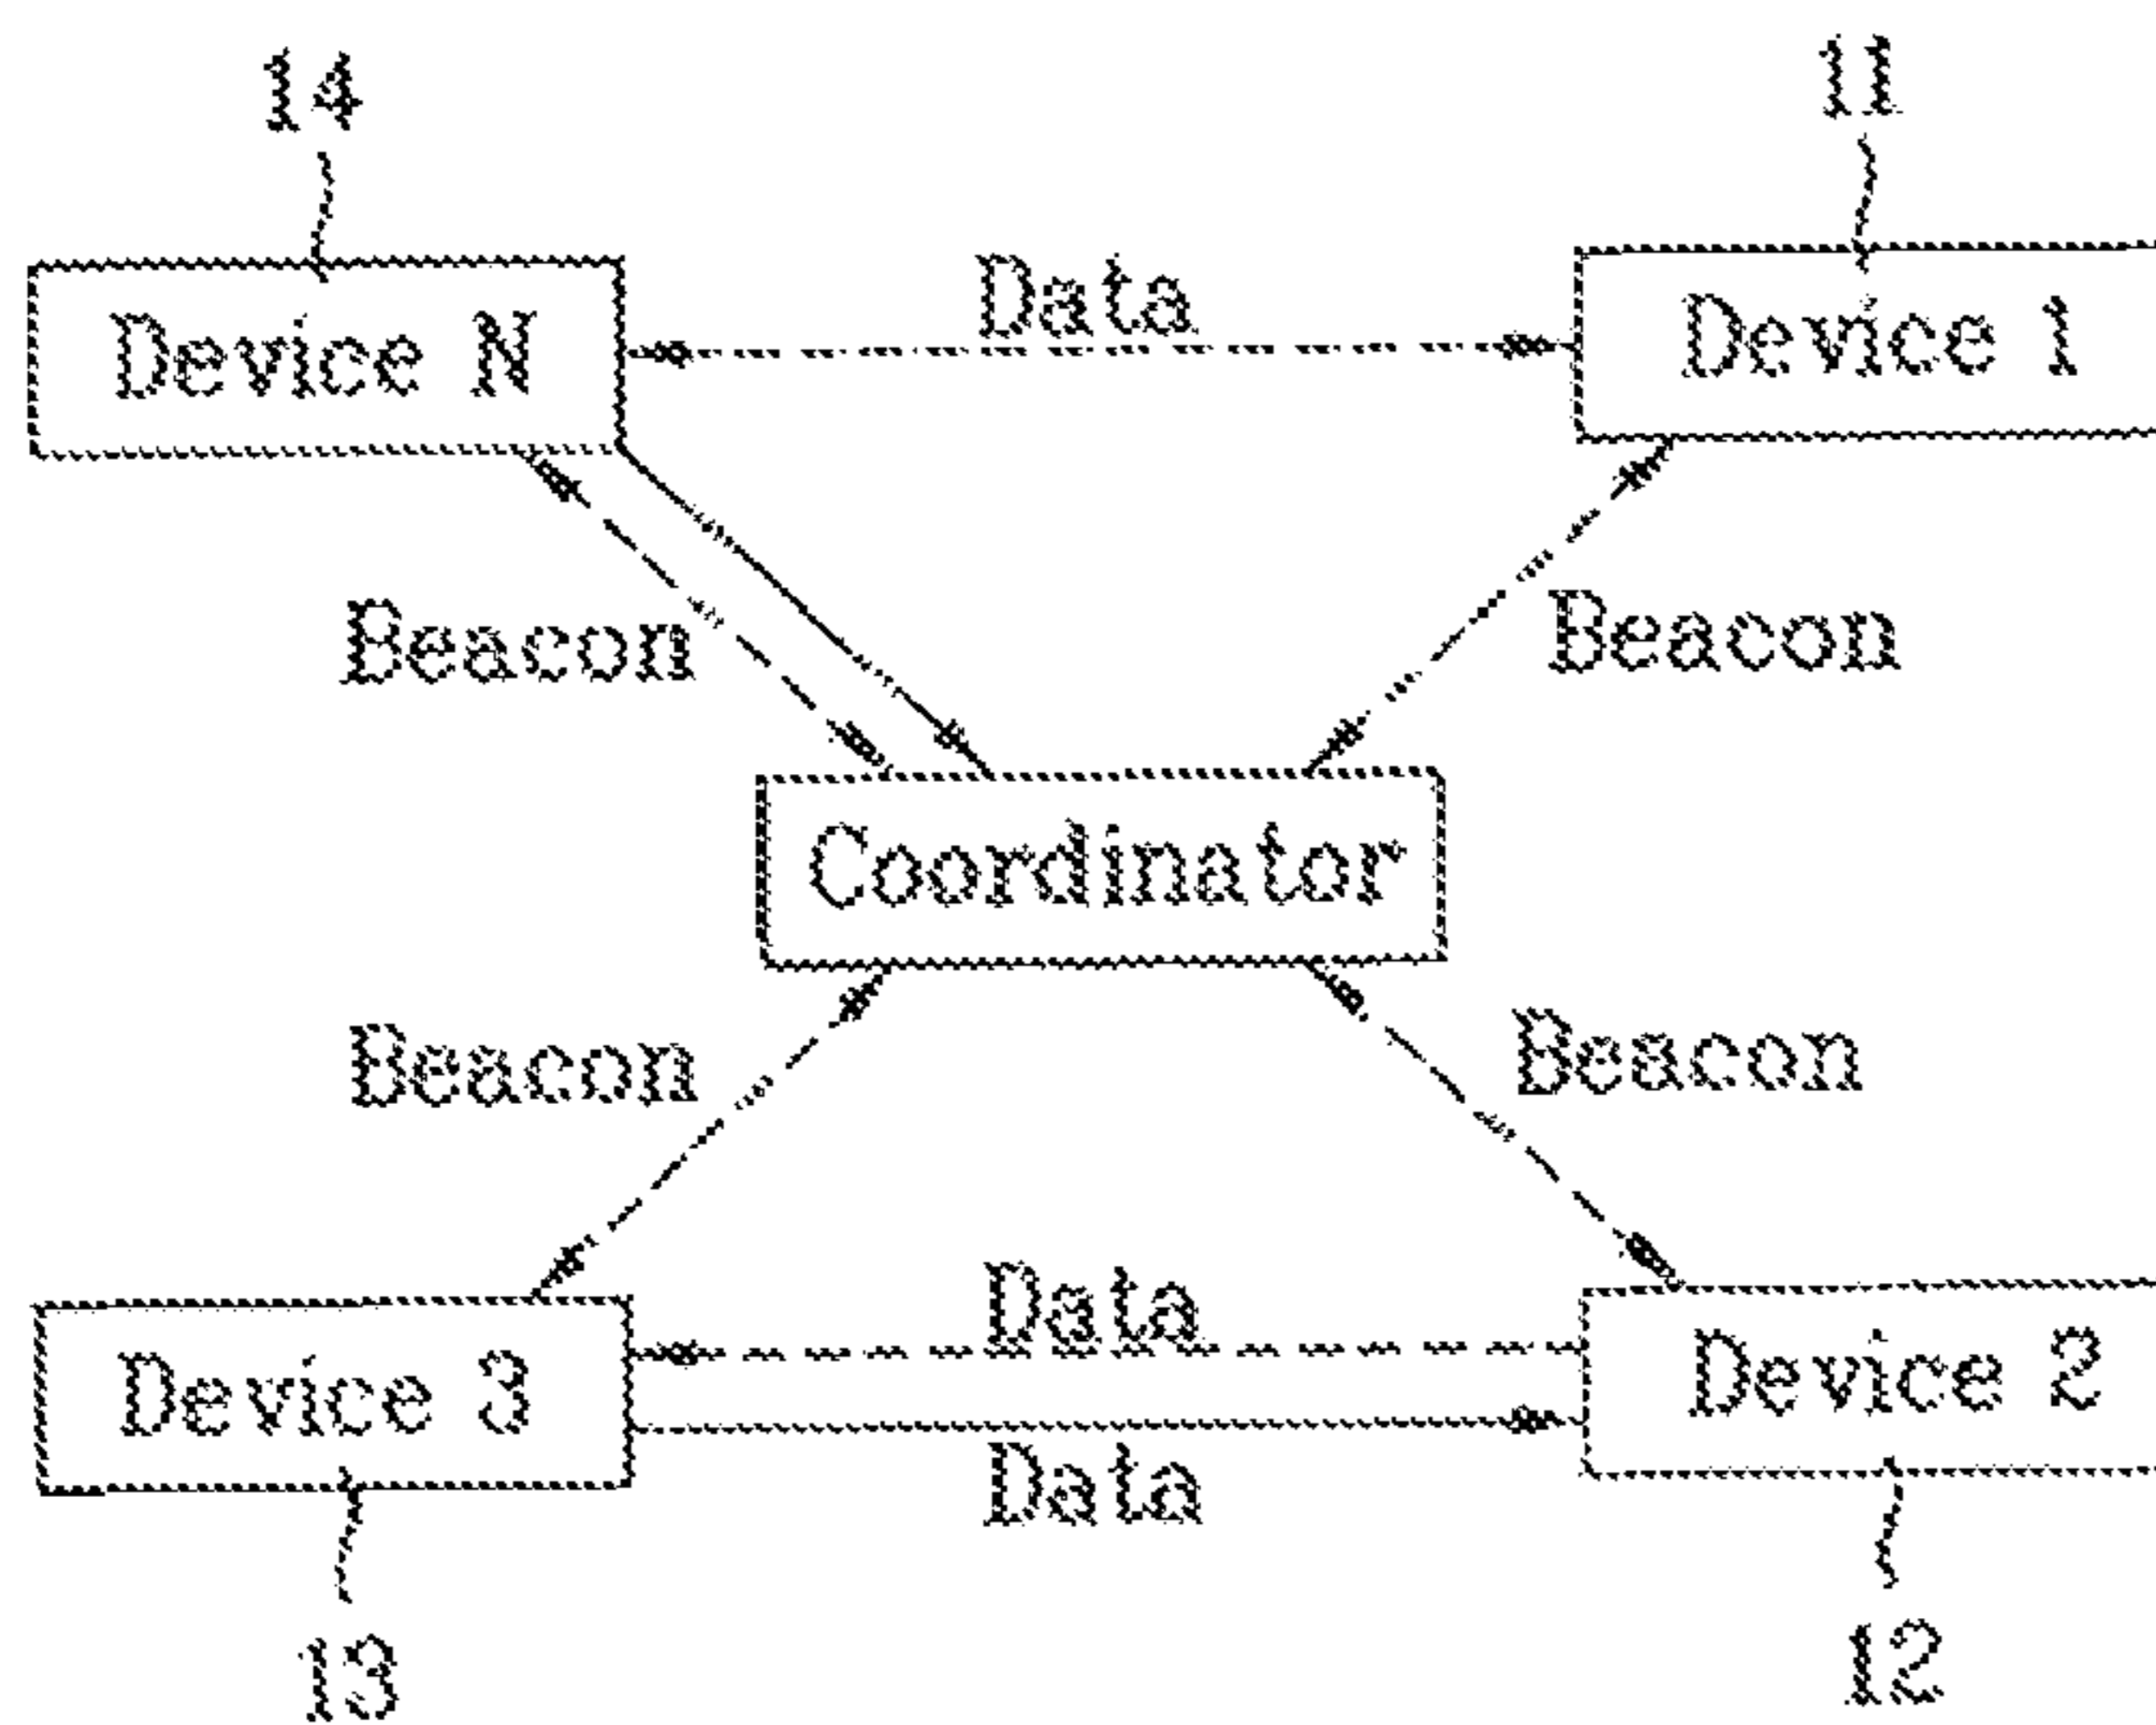 14
11
Data
Device N
Device 1
Beacon
Beacon
Coordinator
Beacon
Beacon
Data
Device 3
Device 2
Data
13
12